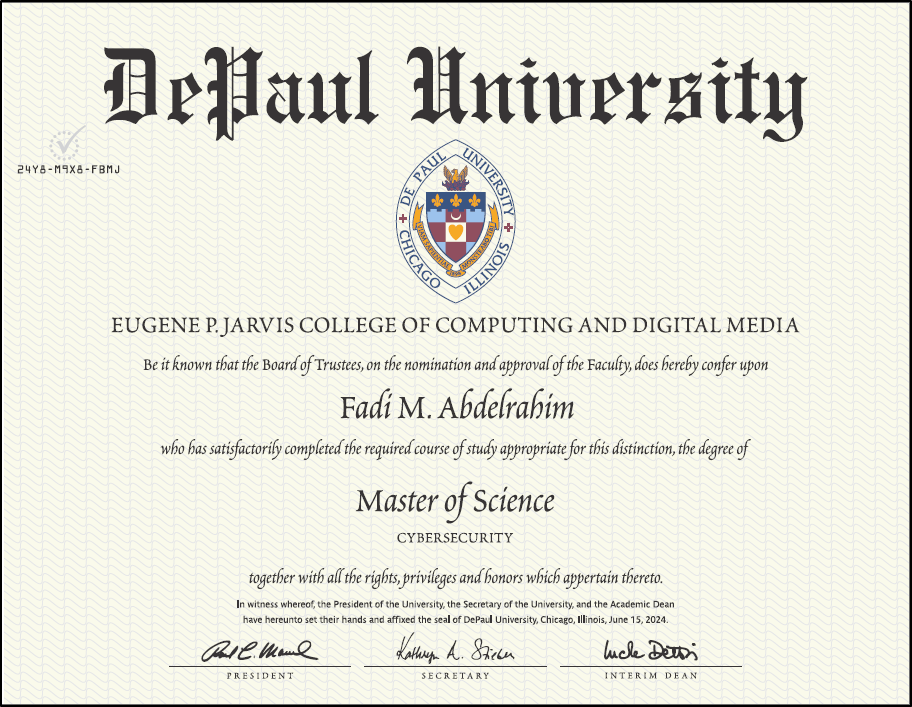 DePaul University
24Y8-M9X8-FBMJ
DE PAUL UNIVERSITY
CHICAGO ILLINOIS
EUGENE P. JARVIS COLLEGE OF COMPUTING AND DIGITAL MEDIA
Be it known that the Board of Trustees, on the nomination and approval of the Faculty, does hereby confer upon
Fadi M. Abdelrahim
who has satisfactorily completed the required course of study appropriate for this distinction, the degree of
Master of Science
CYBERSECURITY
together with all the rights, privileges and honors which appertain thereto.
In witness whereof, the President of the University, the Secretary of the University, and the Academic Dean
have hereunto set their hands and affixed the seal of DePaul University, Chicago, Illinois, June 15, 2024.
PRESIDENT SECRETARY INTERIM DEAN